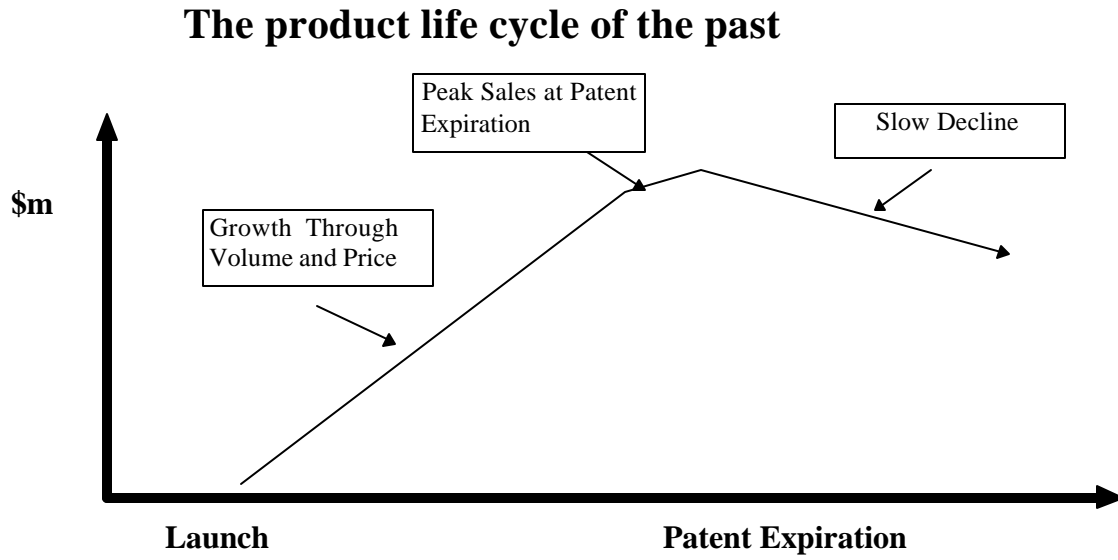 The product life cycle of the past
Peak Sales at Patent
Expiration
Slow Decline
$m
Growth Through
Volume and Price
Launch
Patent Expiration